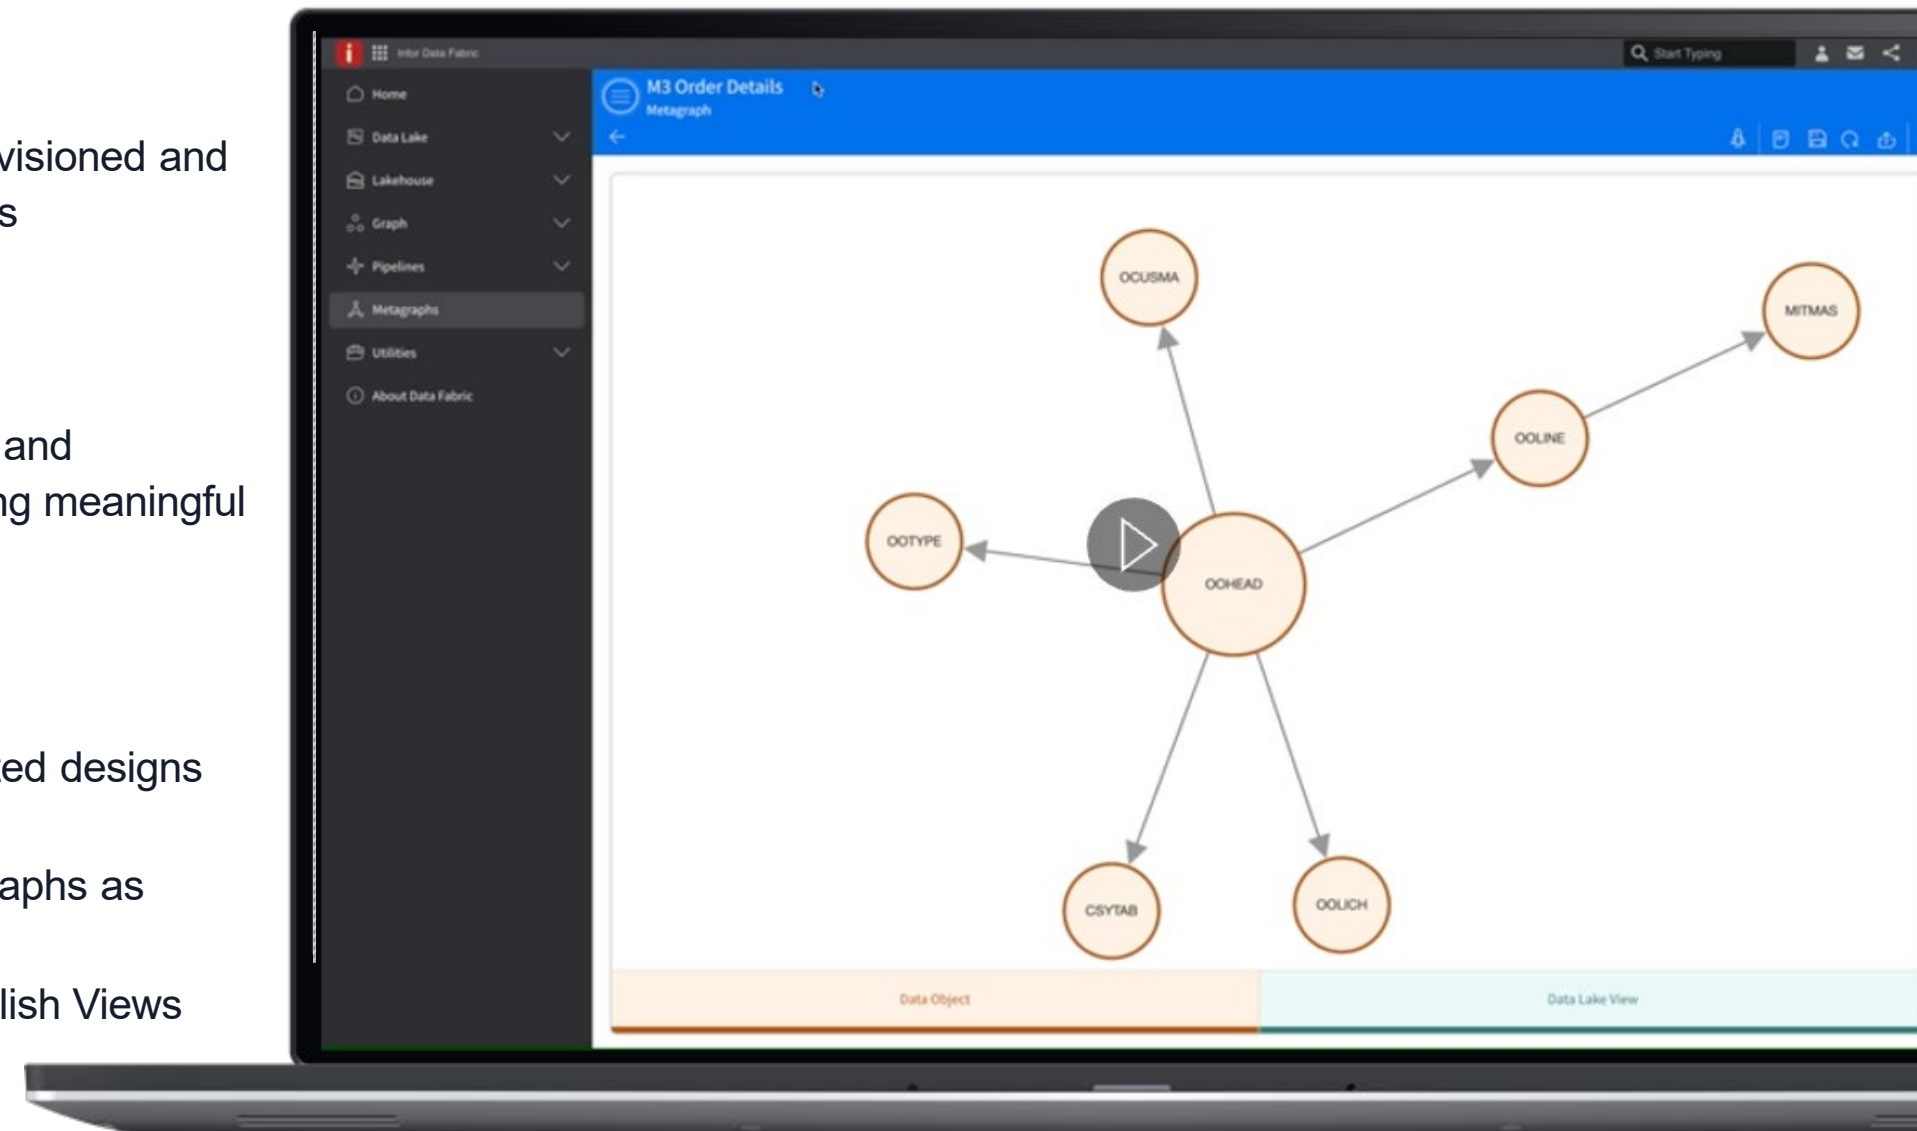 visioned and
s
and
ng meaningful
ed designs
aphs as
lish Views
i
Infor Data Fabric
Start Typing
Home
Data Lake
Lakehouse
Graph
Pipelines
Metagraphs
Utilities
About Data Fabric
M3 Order Details
Metagraph
OCUSMA
MITMAS
OOLINE
OOTYPE
OOHEAD
CSYTAB
OOLICH
Data Object
Data Lake View